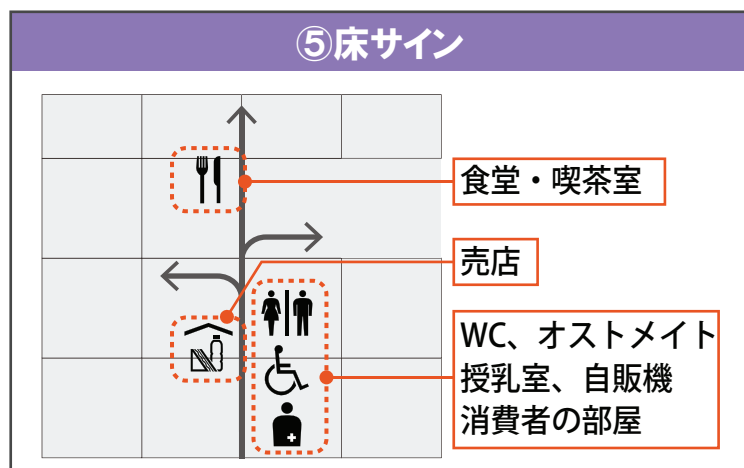 ⑤床サイン
食堂・喫茶室
売店
WC、オストメイト
授乳室、自販機
消費者の部屋